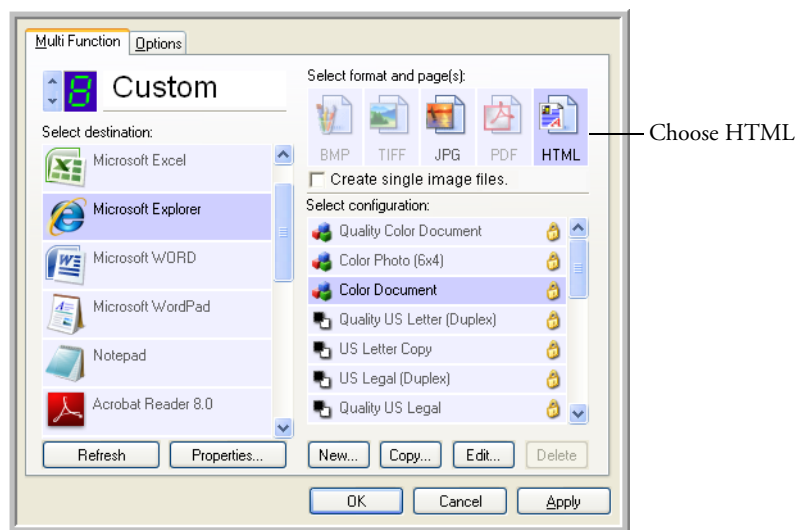 Multi Function
Options
8
Custom
Select destination:
Microsoft Excel
Microsoft Explorer
Microsoft WORD
Microsoft WordPad
Notepad
Acrobat Reader 8.0
Refresh
Properties...
Select format and page(s):
BMP
TIFF
JPG
PDF
HTML
Create single image files.
Select configuration:
Quality Color Document
Color Photo (6x4)
Color Document
Quality US Letter (Duplex)
US Letter Copy
US Legal (Duplex)
Quality US Legal
New...
Copy...
Edit...
Delete
OK
Cancel
Apply
Choose HTML